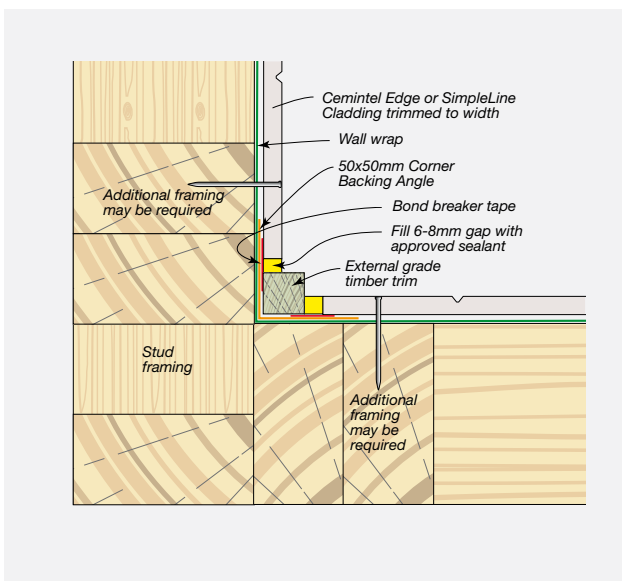 Cemintel Edge or SimpleLine
Cladding trimmed to width
Wall wrap
50x50mm Corner
Backing Angle
Additional framing
may be required
Bond breaker tape
Fill 6-8mm gap with
approved sealant
External grade
timber trim
Stud
framing
Additional
framing
may be
required